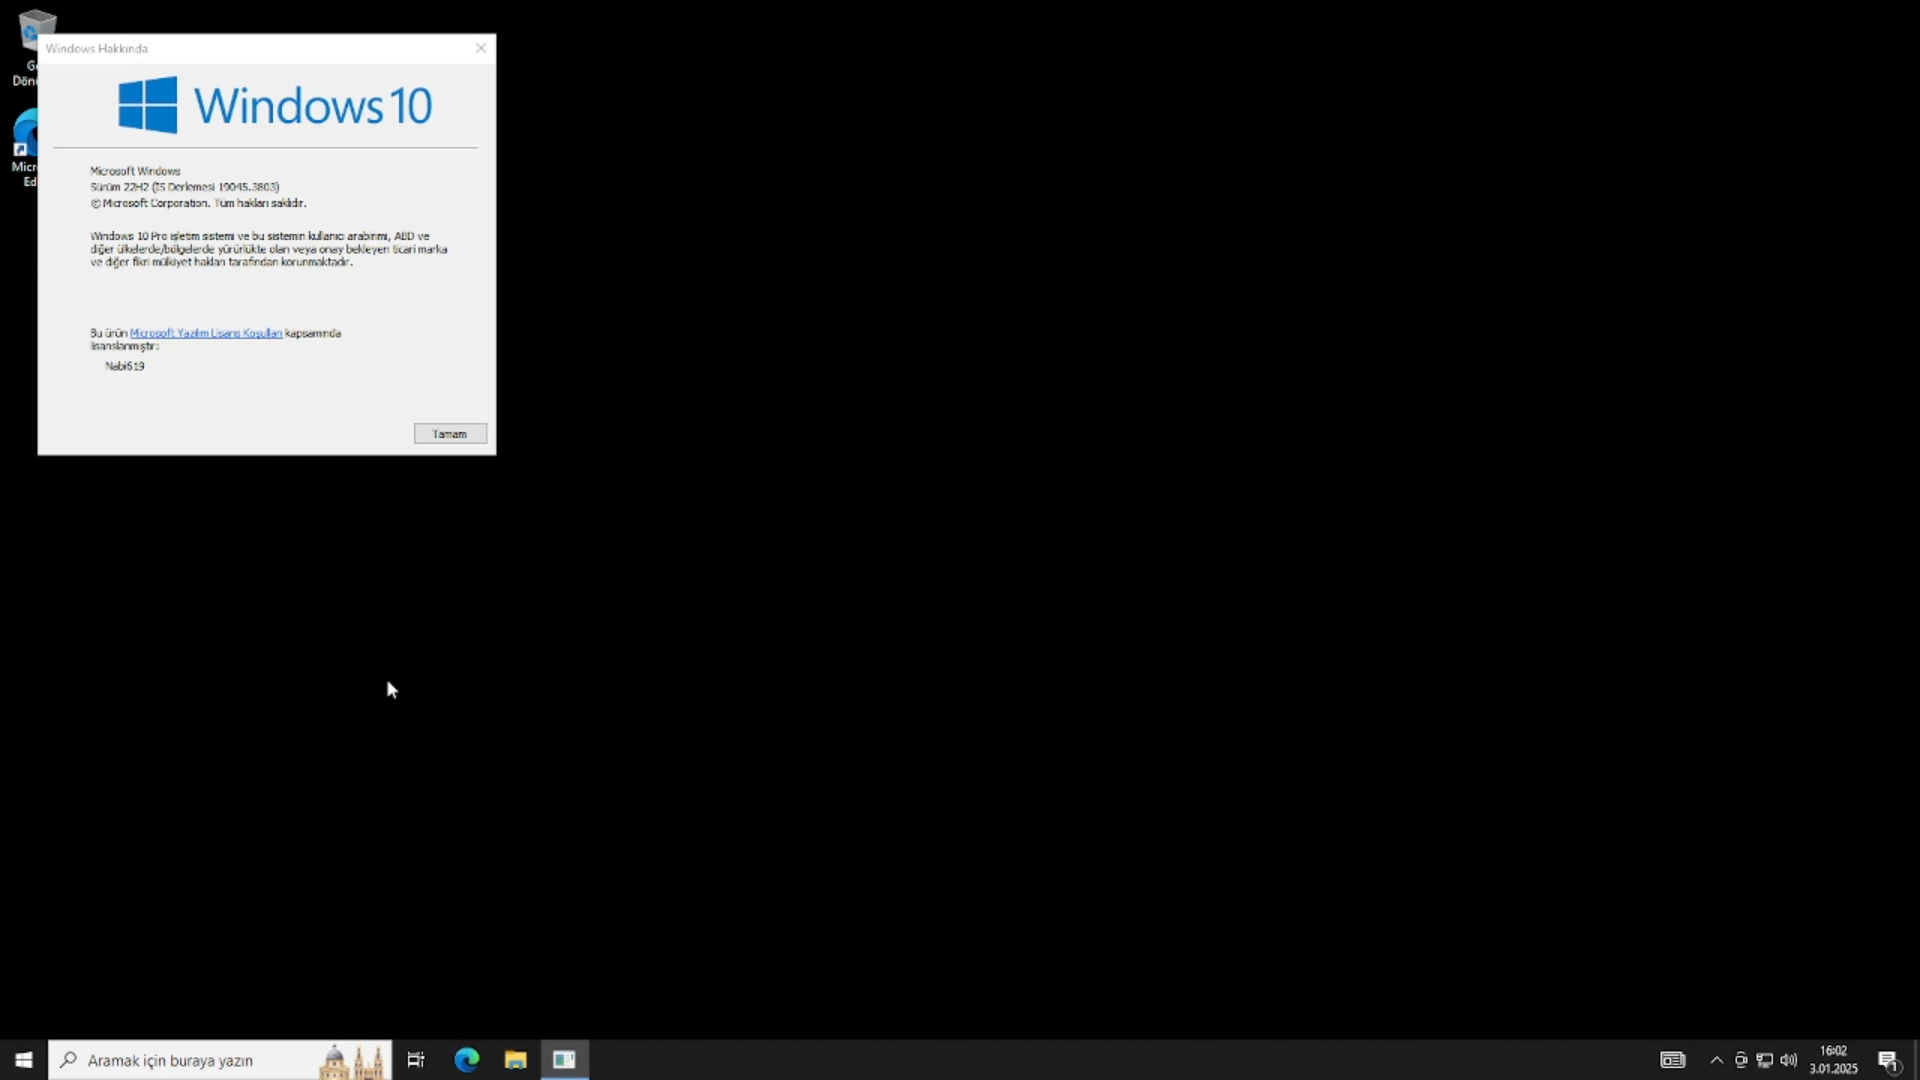 Windows Hakkında
Windows 10
Microsoft Windows
Sürüm 22H2 (İS Derlemesi 19045.3803)
© Microsoft Corporation. Tüm hakları saklıdır.
Windows 10 Pro işletim sistemi ve bu sistemin kullanıcı arabirimi, ABD ve
diğer ülkelerde/bölgelerde yürürlükte olan veya onay bekleyen ticari marka
ve diğer fikri mülkiyet hakları tarafından korunmaktadır.
Bu ürün Microsoft Yazılım Lisans Koşulları kapsamında
lisanslanmıştır:
Nabi519
Tamam
Aramak için buraya yazın
16:02
3.01.2025
1